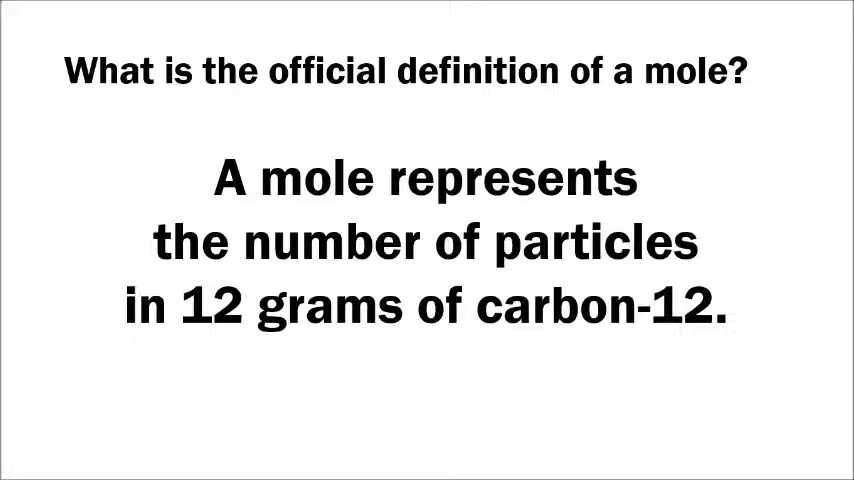 What is the official definition of a mole?
A mole represents
the number of particles
in 12 grams of carbon-12.